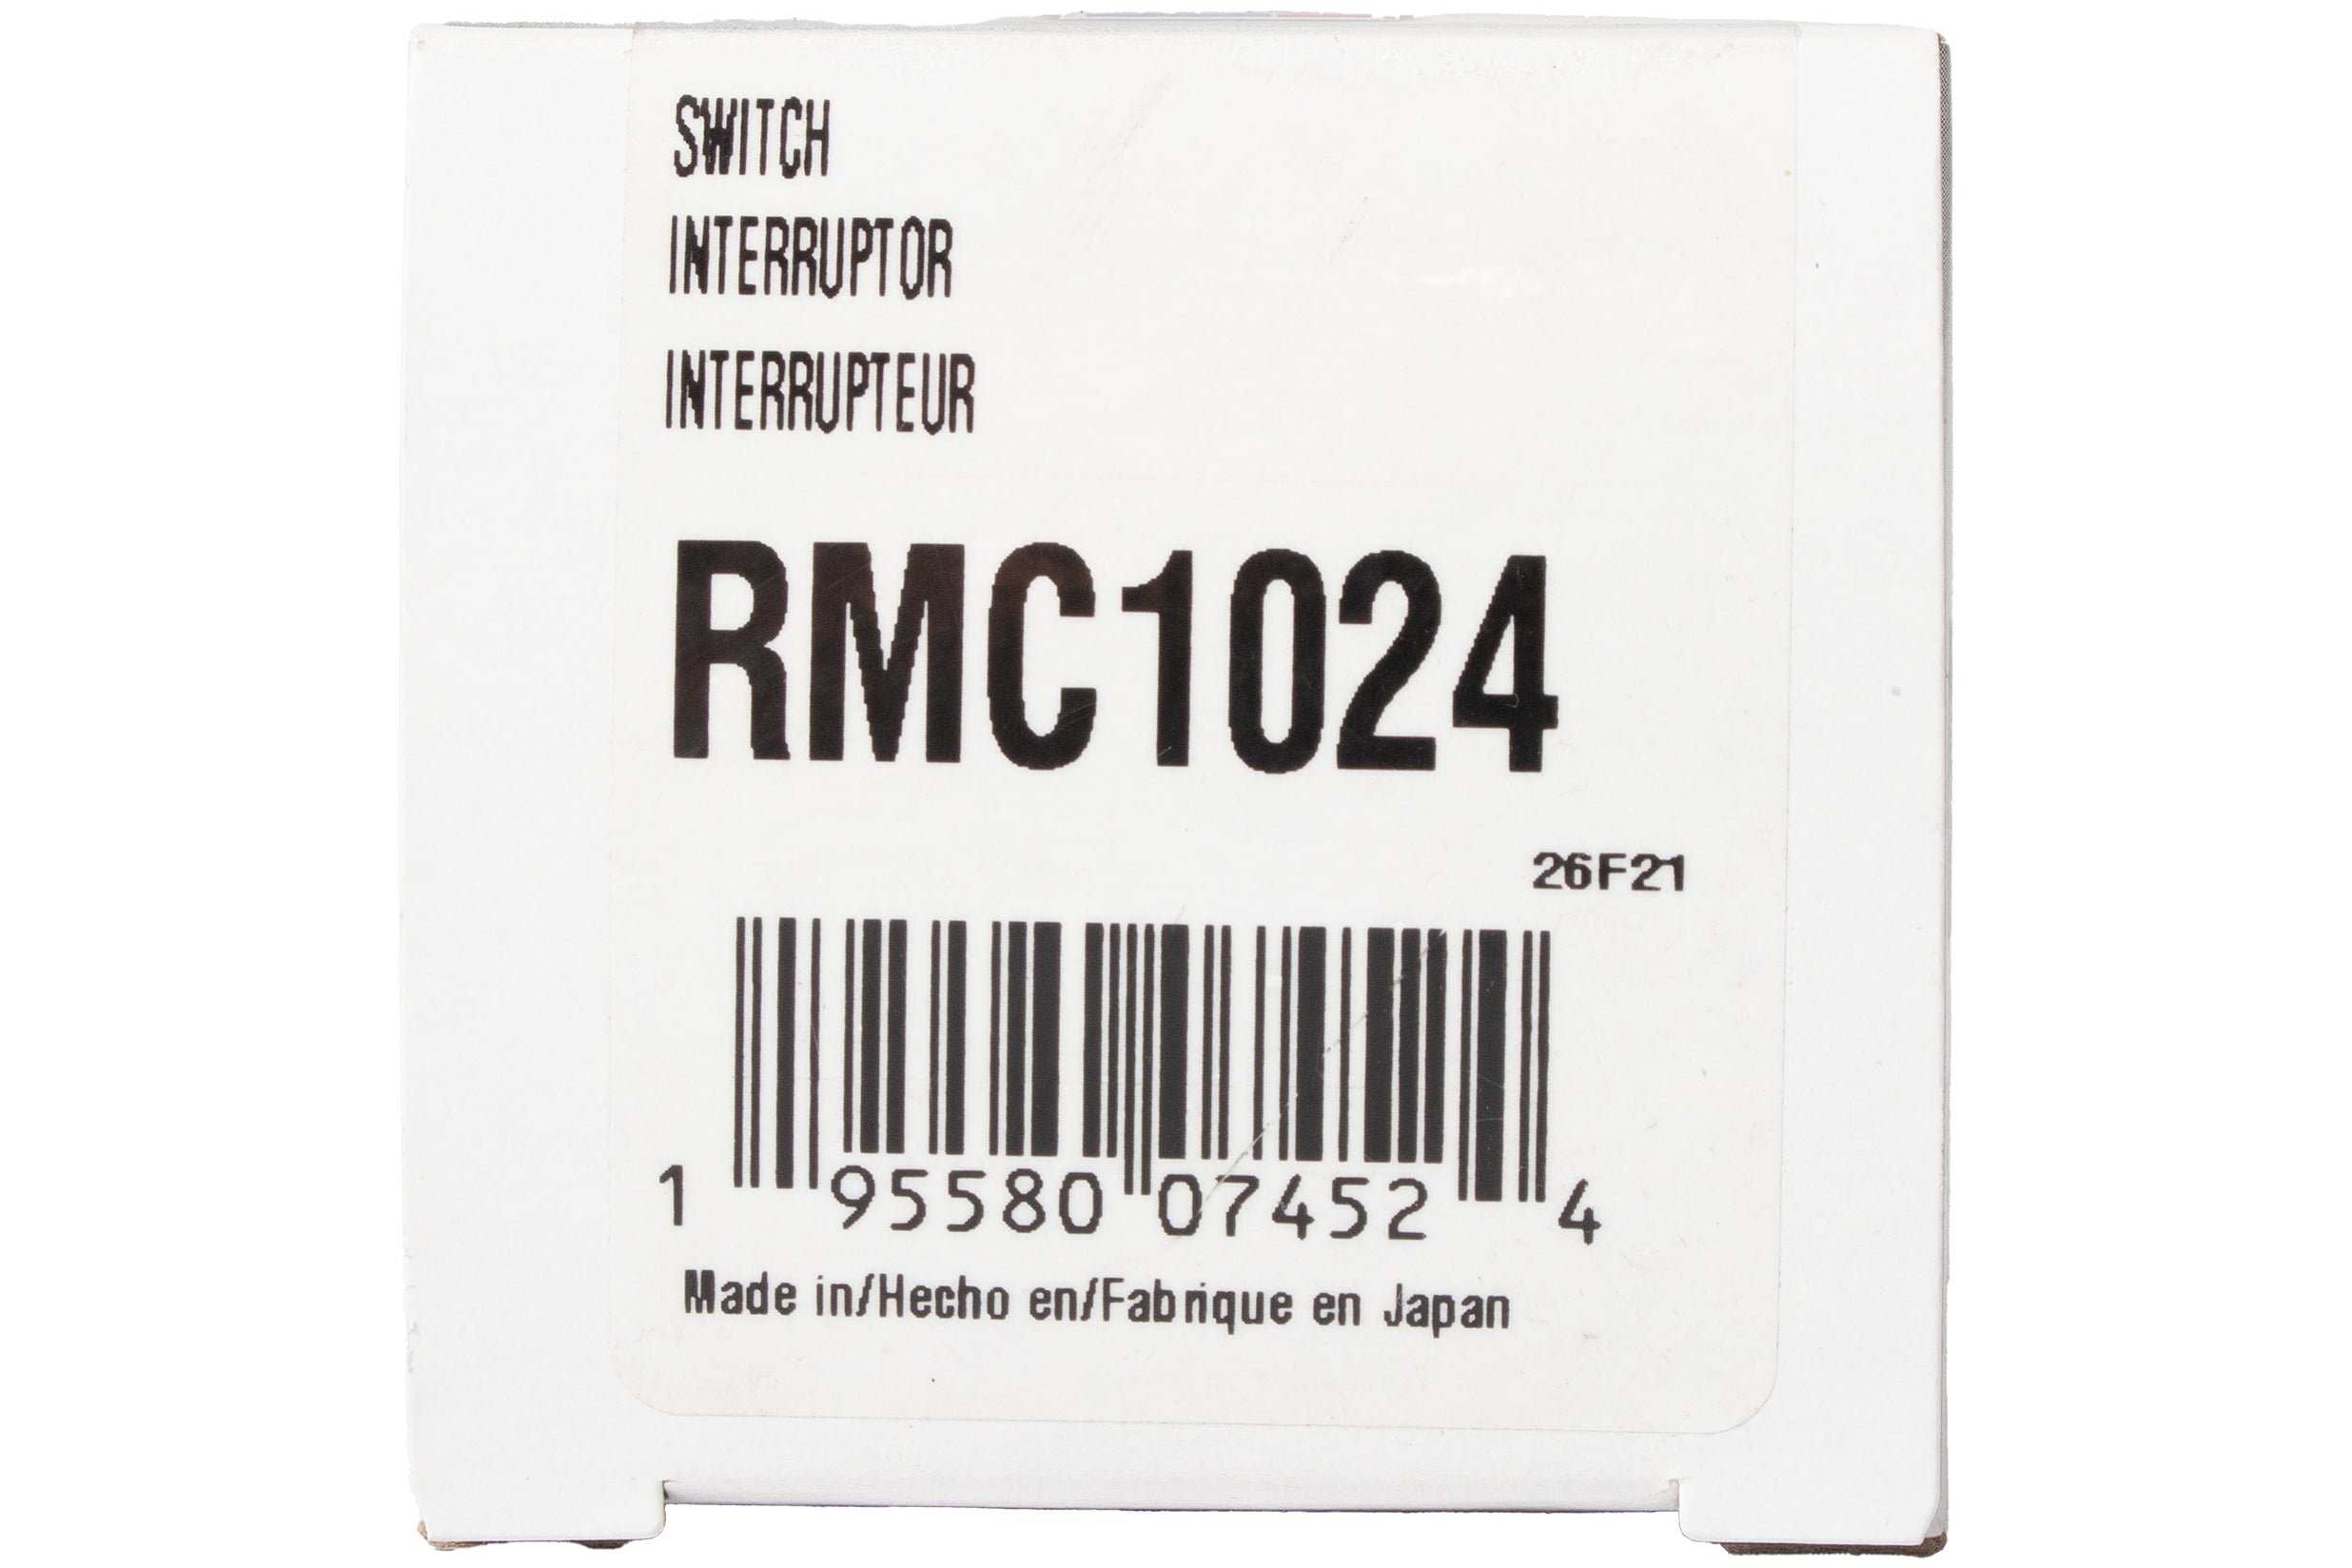 SWITCH
INTERRUPTOR
INTERRUPTEUR
RMC1024
26F21
1 95580 07452 4
Made in/Hecho en/Fabrique en Japan